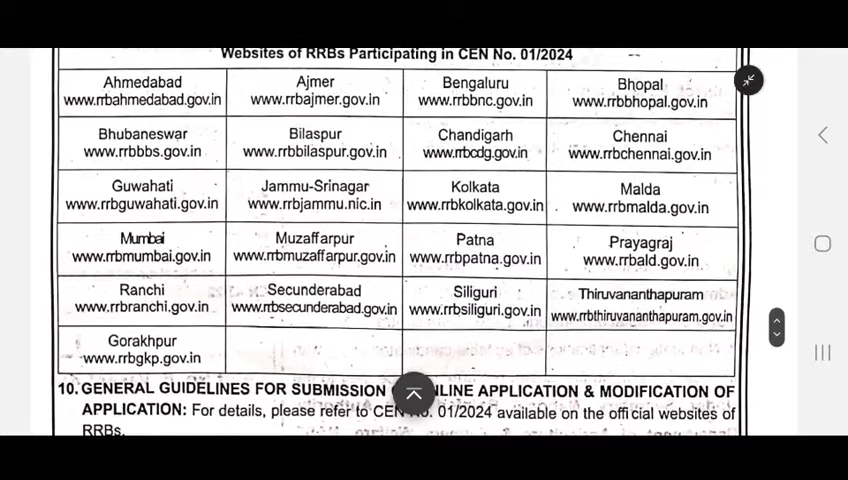 Websites of RRBs Participating in CEN No. 01/2024
Ahmedabad
www.rrbahmedabad.gov.in
Ajmer
www.rrbajmer.gov.in
Bengaluru
www.rrbbnc.gov.in
Bhopal
www.rrbbhopal.gov.in
Bhubaneswar
www.rrbbbs.gov.in
Bilaspur
www.rrbbilaspur.gov.in
Chandigarh
www.rrbcdg.gov.in
Chennai
www.rrbchennai.gov.in
Guwahati
www.rrbguwahati.gov.in
Jammu-Srinagar
www.rrbjammu.nic.in
Kolkata
www.rrbkolkata.gov.in
Malda
www.rrbmalda.gov.in
Mumbai
www.rrbmumbai.gov.in
Muzaffarpur
www.rrbmuzaffarpur.gov.in
Patna
www.rrbpatna.gov.in
Prayagraj
www.rrbald.gov.in
Ranchi
www.rrbranchi.gov.in
Secunderabad
www.rrbsecunderabad.gov.in
Siliguri
www.rrbsiliguri.gov.in
Thiruvananthapuram
www.rrbthiruvananthapuram.gov.in
Gorakhpur
www.rrbgkp.gov.in
10. GENERAL GUIDELINES FOR SUBMISSION NLINE APPLICATION & MODIFICATION OF
APPLICATION: For details, please refer to CEN No. 01/2024 available on the official websites of
RRBs.